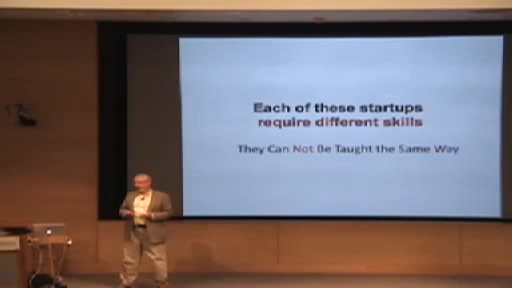 Each of these startups
require different skills
They Can Not Be Taught the Same Way